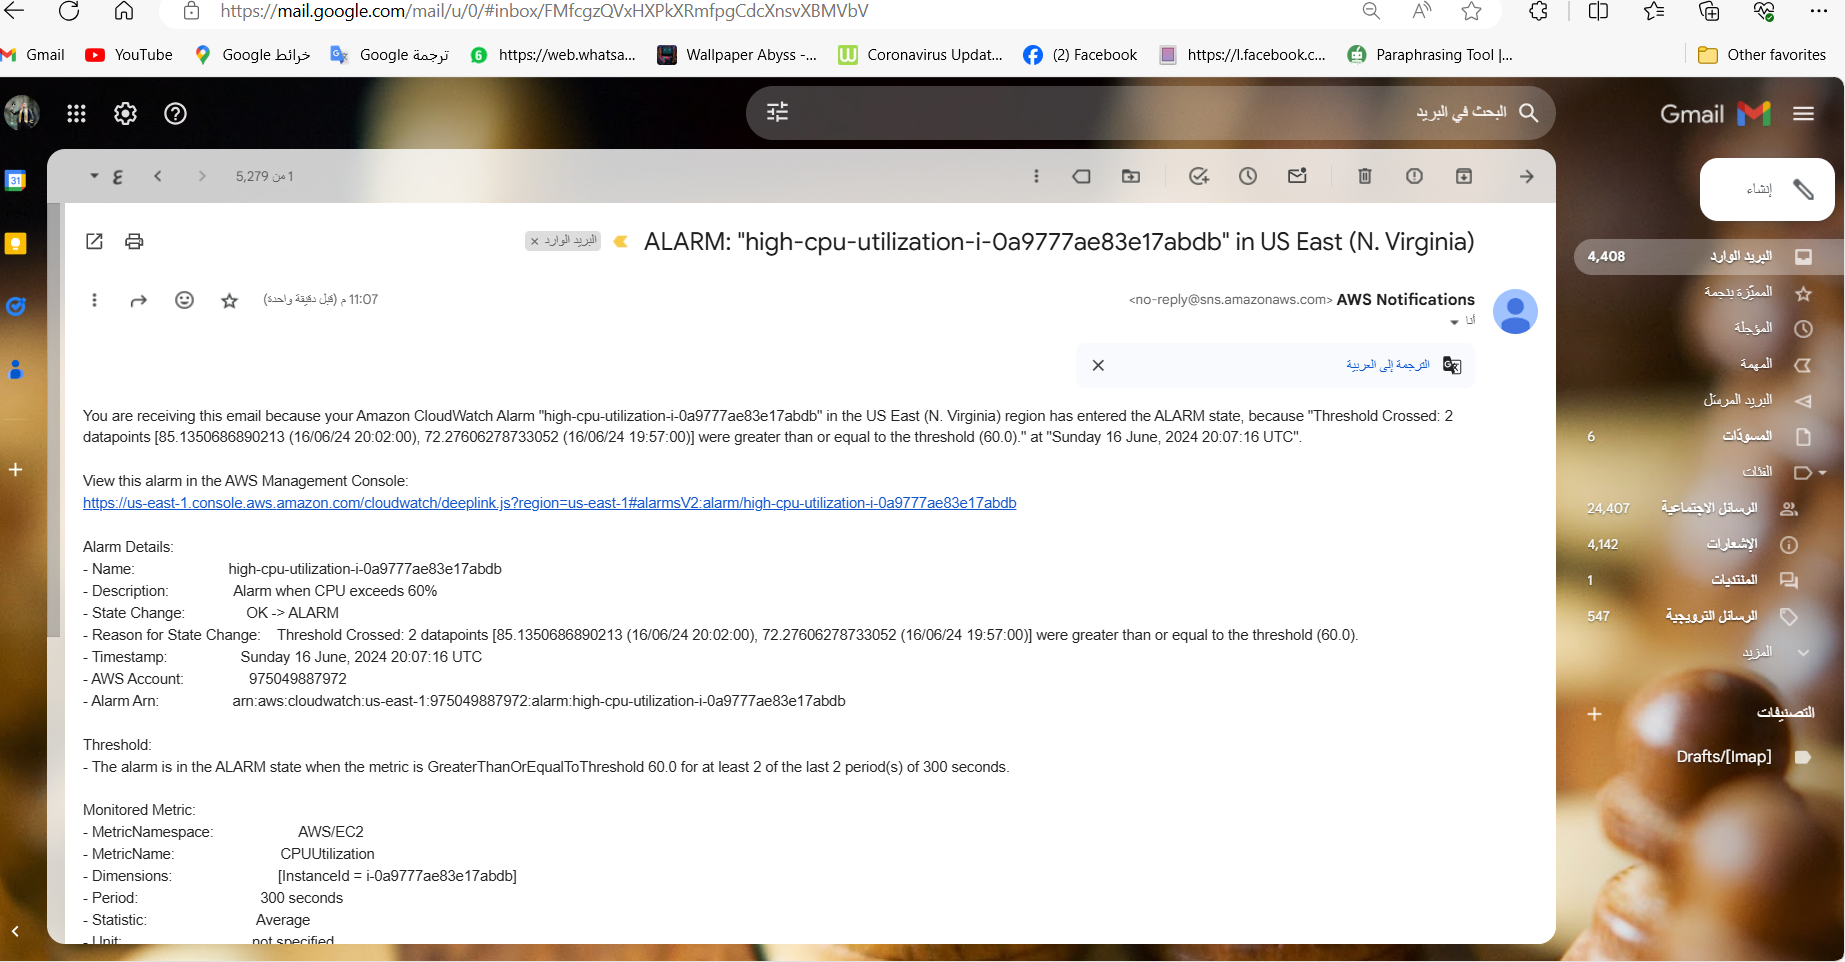 https://mail.google.com/mail/u/0/#inbox/FMfcgzQVxHXPkXRmfpgCdcXnsvXBMVbV
Gmail YouTube خرائط Google ترجمة Google https://web.whatsa... Wallpaper Abyss -... Coronavirus Updat... (2) Facebook https://l.facebook.c... Paraphrasing Tool |... Other favorites
البحث في البريد
Gmail
ع
1 من 5,279
إنشاء
ALARM: "high-cpu-utilization-i-0a9777ae83e17abdb" in US East (N. Virginia)
البريد الوارد ×
AWS Notifications <no-reply@sns.amazonaws.com>
11:07 م (قبل دقيقة واحدة)
أنا
الترجمة إلى العربية
You are receiving this email because your Amazon CloudWatch Alarm "high-cpu-utilization-i-0a9777ae83e17abdb" in the US East (N. Virginia) region has entered the ALARM state, because "Threshold Crossed: 2
datapoints [85.1350686890213 (16/06/24 20:02:00), 72.27606278733052 (16/06/24 19:57:00)] were greater than or equal to the threshold (60.0)." at "Sunday 16 June, 2024 20:07:16 UTC".
View this alarm in the AWS Management Console:
https://us-east-1.console.aws.amazon.com/cloudwatch/deeplink.js?region=us-east-1#alarmsV2:alarm/high-cpu-utilization-i-0a9777ae83e17abdb
Alarm Details:
- Name: high-cpu-utilization-i-0a9777ae83e17abdb
- Description: Alarm when CPU exceeds 60%
- State Change: OK -> ALARM
- Reason for State Change: Threshold Crossed: 2 datapoints [85.1350686890213 (16/06/24 20:02:00), 72.27606278733052 (16/06/24 19:57:00)] were greater than or equal to the threshold (60.0).
- Timestamp: Sunday 16 June, 2024 20:07:16 UTC
- AWS Account: 975049887972
- Alarm Arn: arn:aws:cloudwatch:us-east-1:975049887972:alarm:high-cpu-utilization-i-0a9777ae83e17abdb
Threshold:
- The alarm is in the ALARM state when the metric is GreaterThanOrEqualToThreshold 60.0 for at least 2 of the last 2 period(s) of 300 seconds.
Monitored Metric:
- MetricNamespace: AWS/EC2
- MetricName: CPUUtilization
- Dimensions: [InstanceId = i-0a9777ae83e17abdb]
- Period: 300 seconds
- Statistic: Average
- Unit: not specified
البريد الوارد 4,408
المميّزة بنجمة
المؤجلة
المهمة
البريد المرسَل
المسودّات 6
الفئات
الرسائل الاجتماعية 24,407
الإشعارات 4,142
المنتديات 1
الرسائل الترويجية 547
المزيد
التصنيفات
Drafts/[Imap]
31